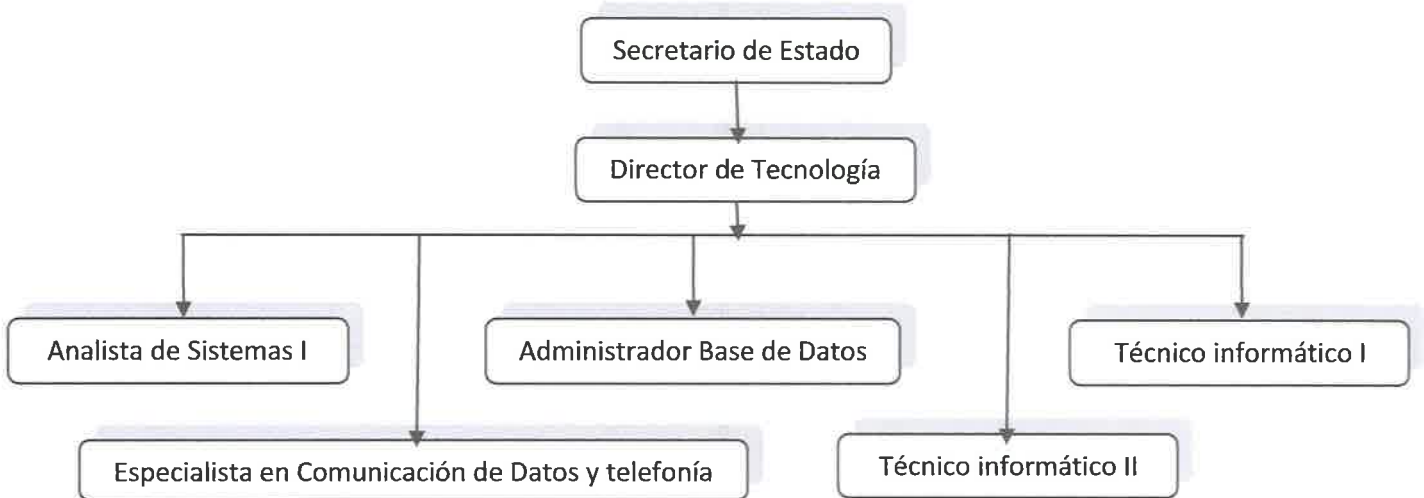 Secretario de Estado
Director de Tecnología
Analista de Sistemas I
Administrador Base de Datos
Técnico informático I
Especialista en Comunicación de Datos y telefonía
Técnico informático II